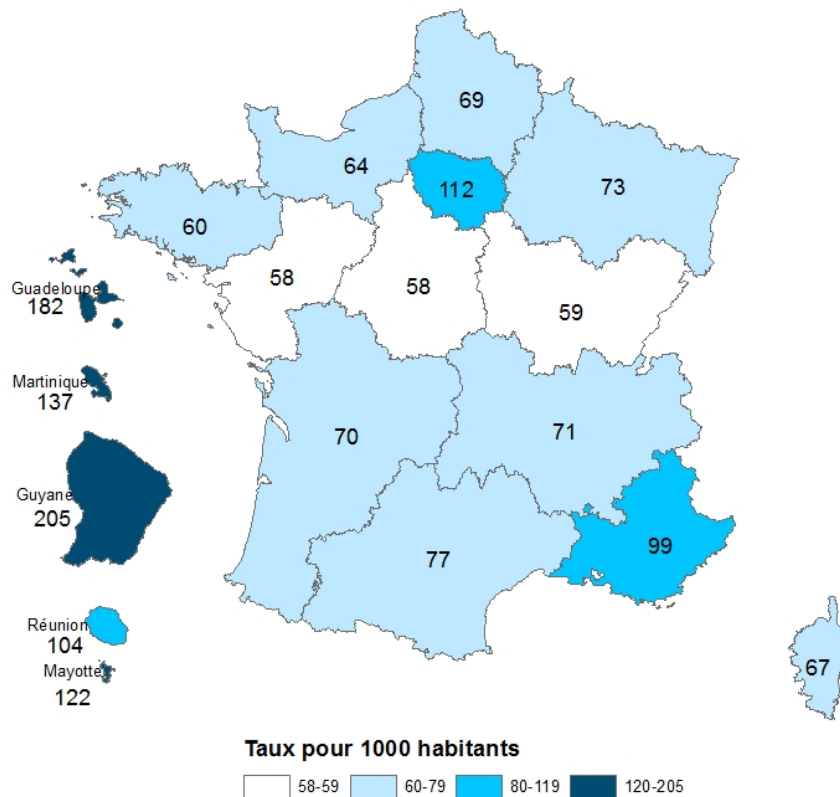 69
64
112
73
60
58
58
59
Guadeloupe
182
Martinique
137
70
71
Guyane
205
77
99
Réunion
104
Mayotte
122
67
Taux pour 1000 habitants
58-59 60-79 80-119 120-205